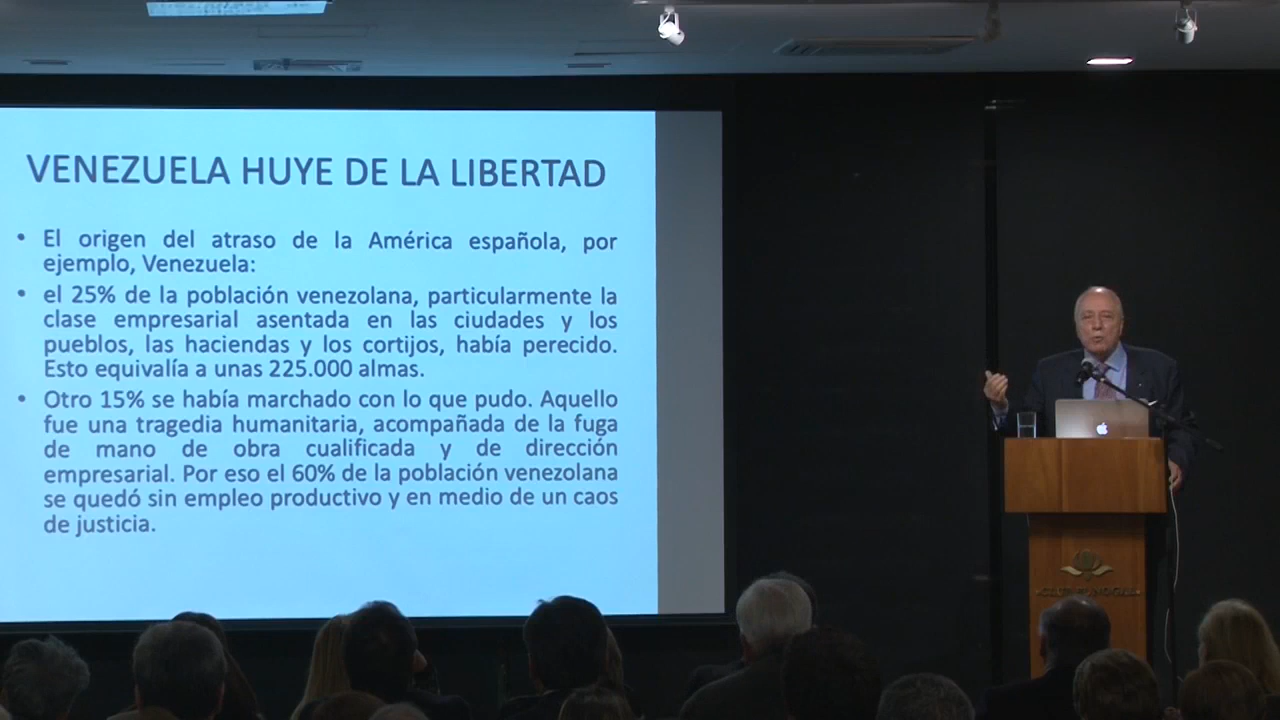 VENEZUELA HUYE DE LA LIBERTAD
• El origen del atraso de la América española, por
ejemplo, Venezuela:
• el 25% de la población venezolana, particularmente la
clase empresarial asentada en las ciudades y los
pueblos, las haciendas y los cortijos, había perecido.
Esto equivalía a unas 225.000 almas.
• Otro 15% se había marchado con lo que pudo. Aquello
fue una tragedia humanitaria, acompañada de la fuga
de mano de obra cualificada y de dirección
empresarial. Por eso el 60% de la población venezolana
se quedó sin empleo productivo y en medio de un caos
de justicia.